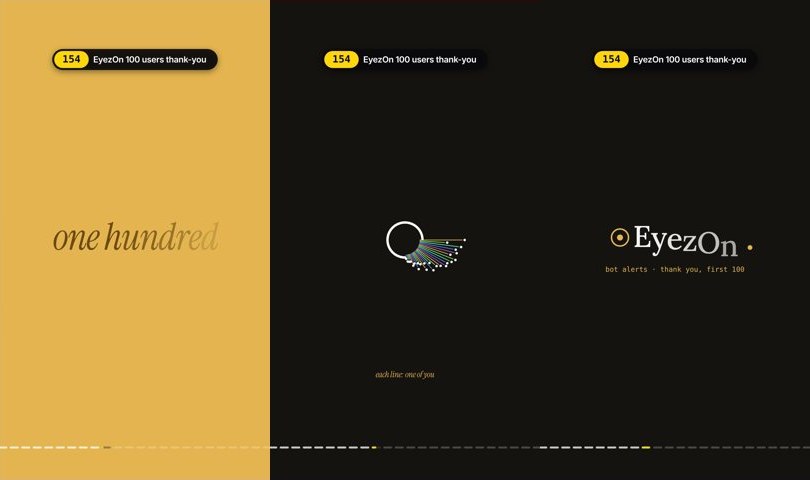 154 EyezOn 100 users thank-you
one hundred
154 EyezOn 100 users thank-you
each line: one of you
154 EyezOn 100 users thank-you
EyezOn
bot alerts · thank you, first 100